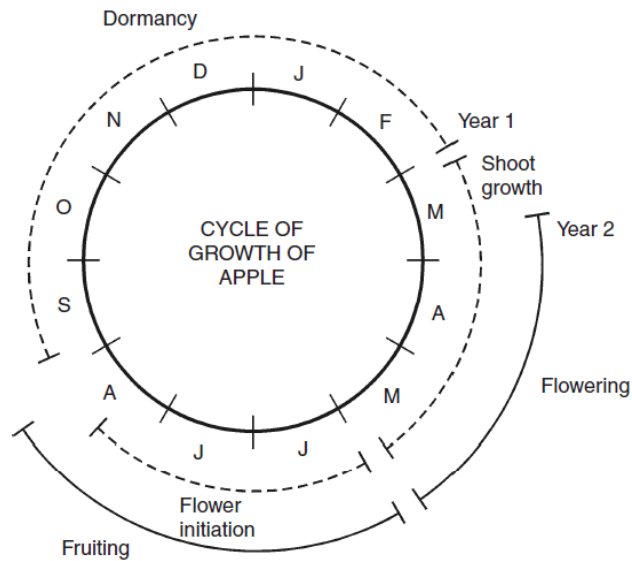 Dormancy
D
J
N
F
Year 1
Shoot
growth
O
M
Year 2
CYCLE OF
GROWTH OF
APPLE
S
A
Flowering
A
M
J
J
Flower
initiation
Fruiting